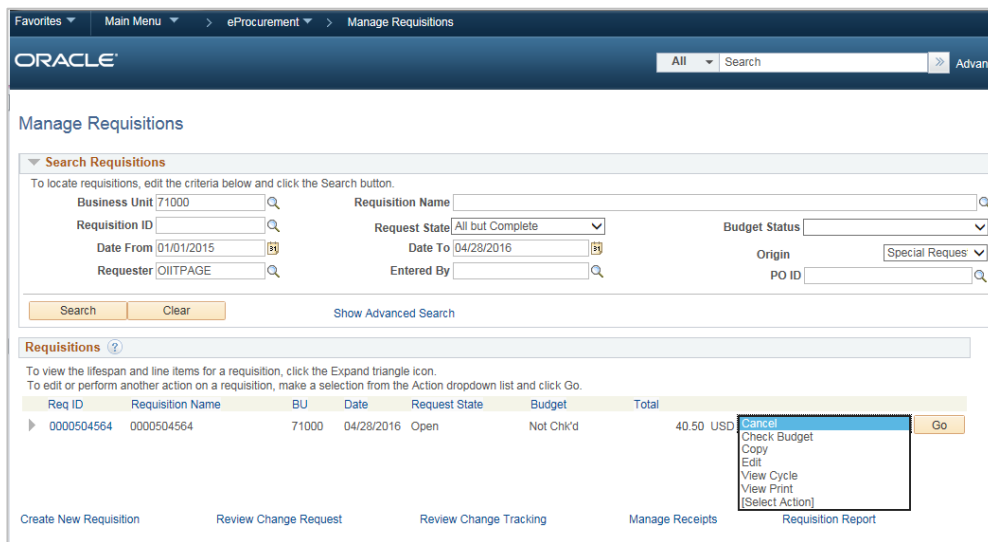 Favorites Main Menu > eProcurement > Manage Requisitions
ORACLE All Search » Advan
Manage Requisitions
Search Requisitions
To locate requisitions, edit the criteria below and click the Search button.
Business Unit 71000 Requisition Name
Requisition ID Request State All but Complete Budget Status
Date From 01/01/2015 Date To 04/28/2016 Origin Special Reques
Requester OIITPAGE Entered By PO ID
Search Clear Show Advanced Search
Requisitions ?
To view the lifespan and line items for a requisition, click the Expand triangle icon.
To edit or perform another action on a requisition, make a selection from the Action dropdown list and click Go.
Req ID Requisition Name BU Date Request State Budget Total
0000504564 0000504564 71000 04/28/2016 Open Not Chk'd 40.50 USD Cancel Go
Check Budget
Copy
Edit
View Cycle
View Print
[Select Action]
Create New Requisition Review Change Request Review Change Tracking Manage Receipts Requisition Report